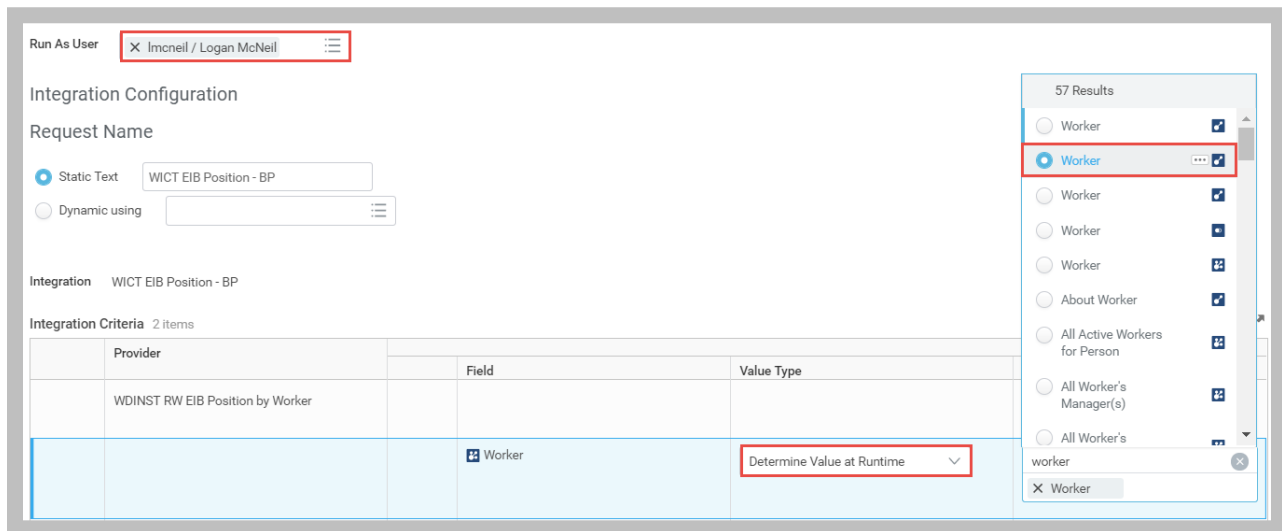 Run As User
× lmcneil / Logan McNeil
Integration Configuration
Request Name
Static Text
WICT EIB Position - BP
Dynamic using
Integration WICT EIB Position - BP
Integration Criteria 2 items
Provider
Field
Value Type
WDINST RW EIB Position by Worker
Worker
Determine Value at Runtime
57 Results
Worker
Worker
Worker
Worker
Worker
About Worker
All Active Workers
for Person
All Worker's
Manager(s)
All Worker's
worker
× Worker